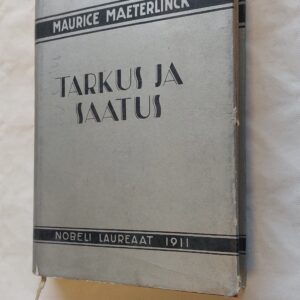 MAURICE MAETERLINCK
TARKUS JA
SAATUS
NOBELI LAUREAAT 1911